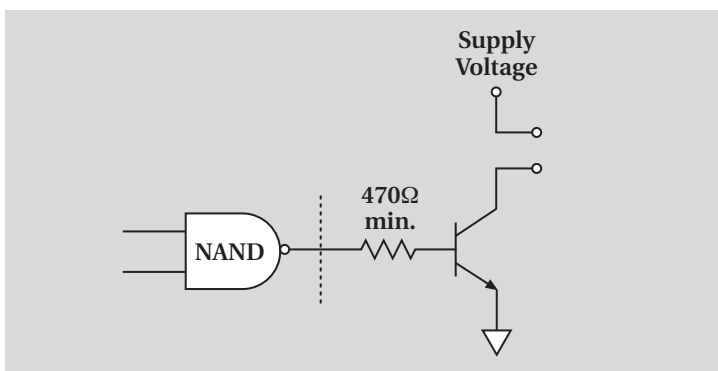 Supply
Voltage
470Ω
min.
NAND